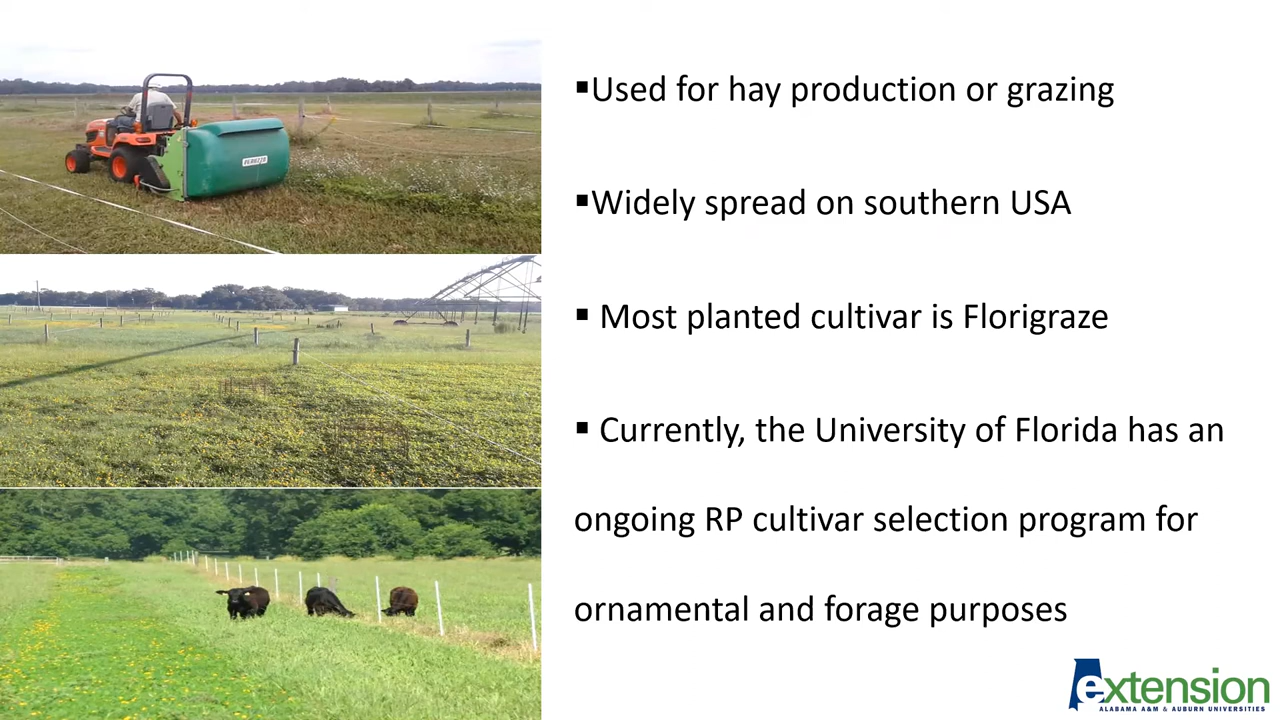 ▪Used for hay production or grazing
▪Widely spread on southern USA
▪ Most planted cultivar is Florigraze
▪ Currently, the University of Florida has an
ongoing RP cultivar selection program for
ornamental and forage purposes
extension
ALABAMA A&M & AUBURN UNIVERSITIES